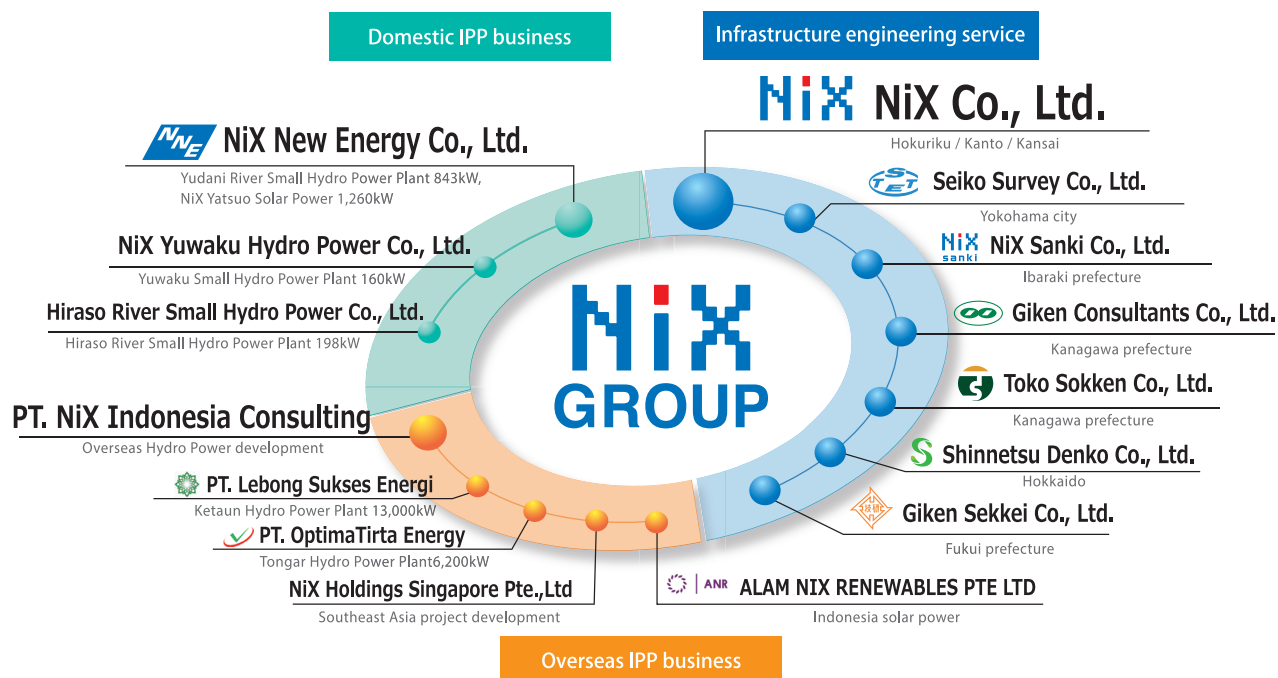 Domestic IPP business
Infrastructure engineering service
NiX NiX Co., Ltd.
Hokuriku / Kanto / Kansai
NNE NiX New Energy Co., Ltd.
Yudani River Small Hydro Power Plant 843kW,
NiX Yatsuo Solar Power 1,260kW
STET Seiko Survey Co., Ltd.
Yokohama city
NiX Yuwaku Hydro Power Co., Ltd.
Yuwaku Small Hydro Power Plant 160kW
NiX sanki NiX Sanki Co., Ltd.
Ibaraki prefecture
Hiraso River Small Hydro Power Co., Ltd.
Hiraso River Small Hydro Power Plant 198kW
Giken Consultants Co., Ltd.
Kanagawa prefecture
NiX
GROUP
Toko Sokken Co., Ltd.
Kanagawa prefecture
PT. NiX Indonesia Consulting
Overseas Hydro Power development
Shinnetsu Denko Co., Ltd.
Hokkaido
PT. Lebong Sukses Energi
Ketaun Hydro Power Plant 13,000kW
Giken Sekkei Co., Ltd.
Fukui prefecture
PT. OptimaTirta Energy
Tongar Hydro Power Plant6,200kW
NiX Holdings Singapore Pte.,Ltd
Southeast Asia project development
ANR ALAM NIX RENEWABLES PTE LTD
Indonesia solar power
Overseas IPP business